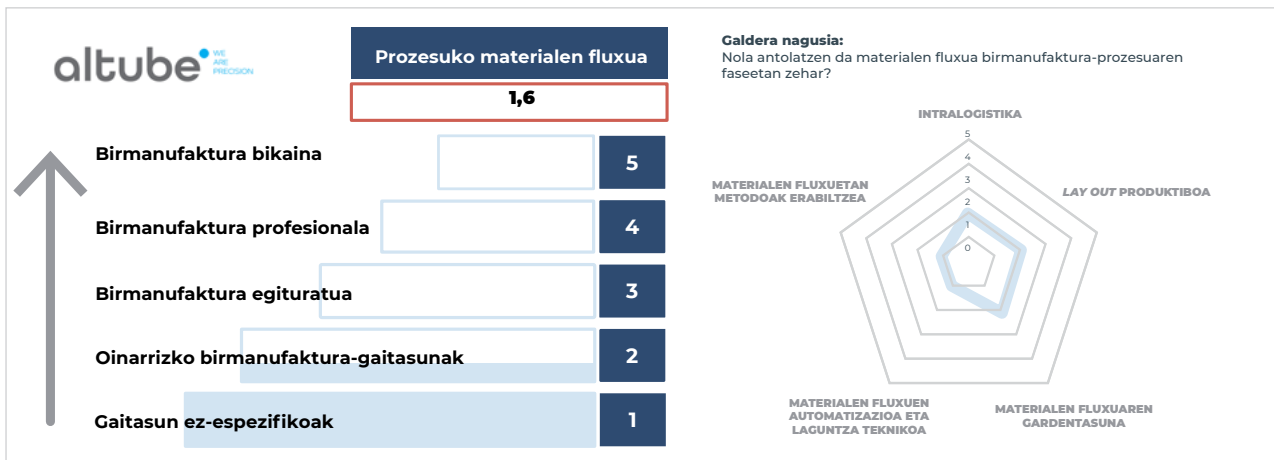 altube
WE
ARE
PRECISION
Prozesuko materialen fluxua
1,6
Birmanufaktura bikaina
5
Birmanufaktura profesionala
4
Birmanufaktura egituratua
3
Oinarrizko birmanufaktura-gaitasunak
2
Gaitasun ez-espezifikoak
1
Galdera nagusia:
Nola antolatzen da materialen fluxua birmanufaktura-prozesuaren
faseetan zehar?
INTRALOGISTIKA
5
4
3
2
1
0
MATERIALEN FLUXUETAN
METODOAK ERABILTZEA
LAY OUT PRODUKTIBOA
MATERIALEN FLUXUEN
AUTOMATIZAZIOA ETA
LAGUNTZA TEKNIKOA
MATERIALEN FLUXUAREN
GARDENTASUNA